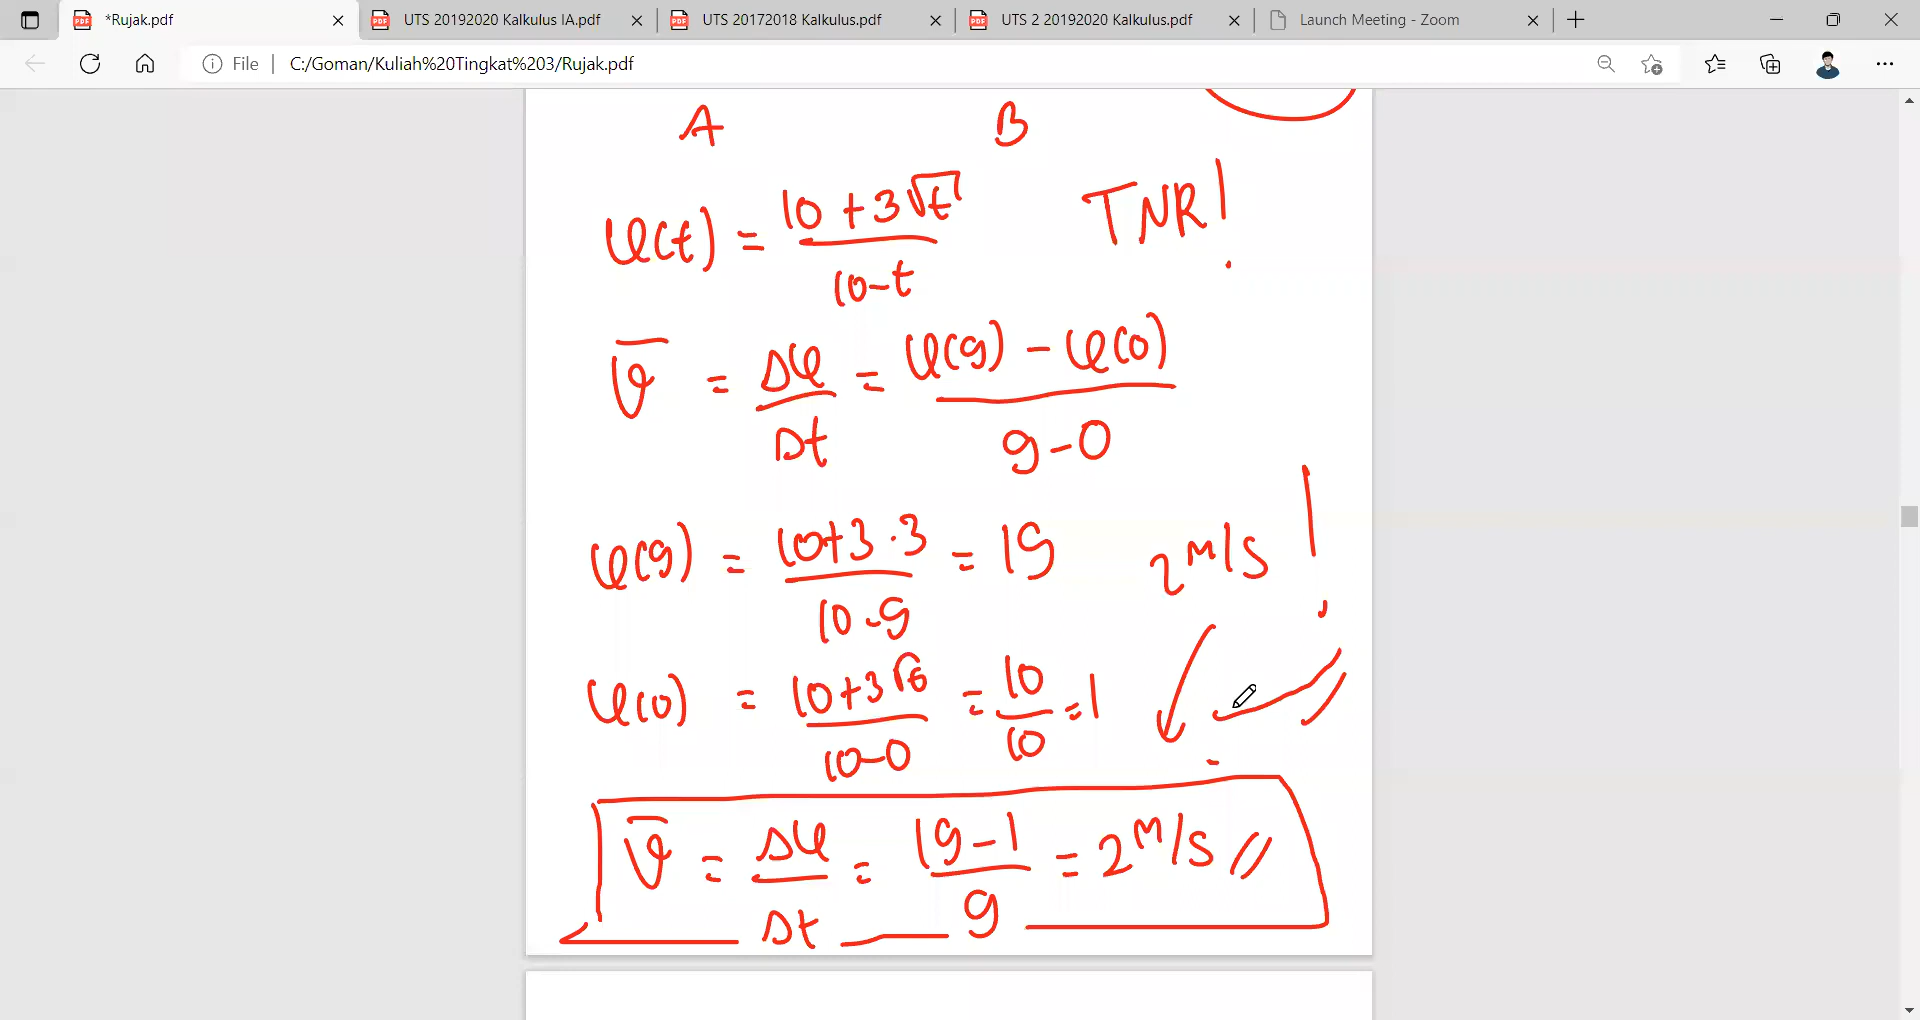 *Rujak.pdf
UTS 20192020 Kalkulus IA.pdf
UTS 20172018 Kalkulus.pdf
UTS 2 20192020 Kalkulus.pdf
Launch Meeting - Zoom
File | C:/Goman/Kuliah%20Tingkat%203/Rujak.pdf
A B
φ(t) = (10 + 3√t) / (10 - t) TNR!
v̄ = Δφ / Δt = (φ(9) - φ(0)) / (9 - 0)
φ(9) = (10 + 3 · 3) / (10 - 9) = 19 2 M/S !
φ(0) = (10 + 3√0) / (10 - 0) = 10 / 10 = 1
v̄ = Δφ / Δt = (19 - 1) / 9 = 2 M/S //